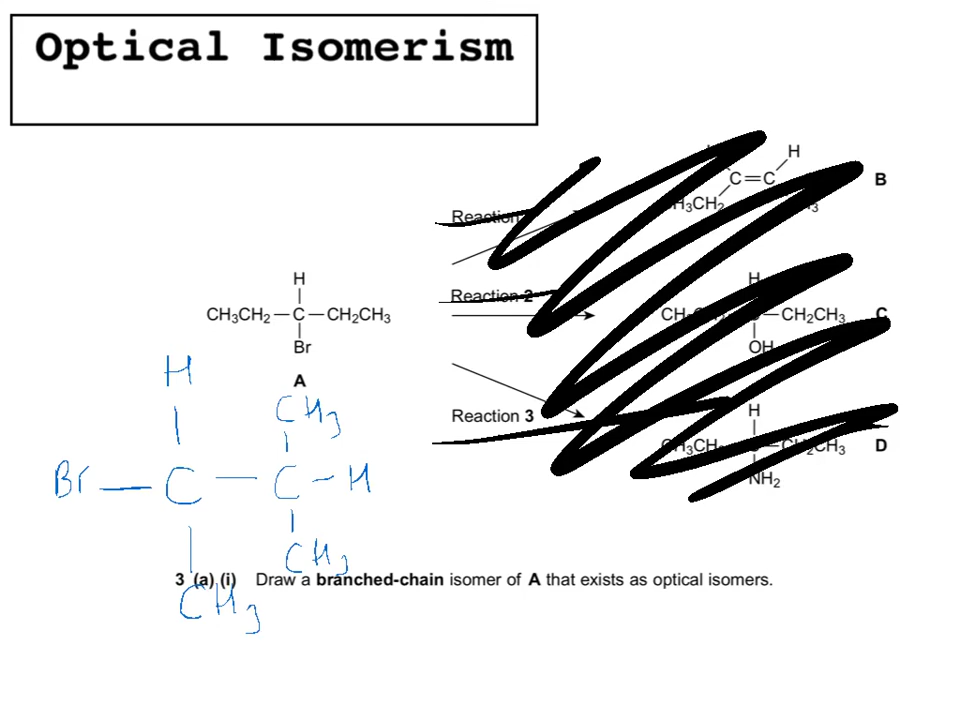 Optical Isomerism
H
C=C
B
Reaction
H
Reaction 2
CH3CH2—C—CH2CH3
—CH2CH3
C
Br
OH
A
H
CH3
Reaction 3
H
D
Br—C—C-H
NH2
CH3
3 (a) (i) Draw a branched-chain isomer of A that exists as optical isomers.
CH3